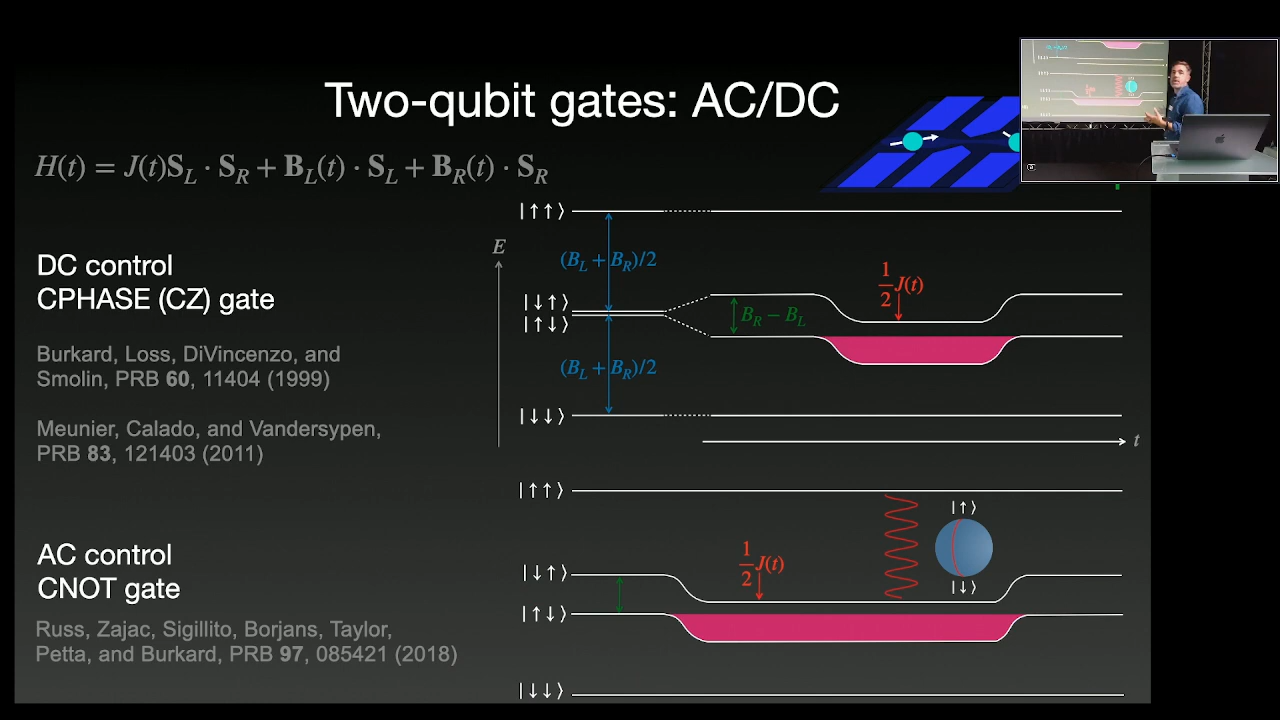 Two-qubit gates: AC/DC
H(t) = J(t)S_L · S_R + B_L(t) · S_L + B_R(t) · S_R
|↑↑⟩
E
(B_L + B_R)/2
DC control
CPHASE (CZ) gate
1/2 J(t)
|↓↑⟩
|↑↓⟩
B_R − B_L
Burkard, Loss, DiVincenzo, and
Smolin, PRB 60, 11404 (1999)
(B_L + B_R)/2
|↓↓⟩
Meunier, Calado, and Vandersypen,
PRB 83, 121403 (2011)
t
|↑↑⟩
|↑⟩
AC control
CNOT gate
1/2 J(t)
|↓↑⟩
|↓⟩
|↑↓⟩
Russ, Zajac, Sigillito, Borjans, Taylor,
Petta, and Burkard, PRB 97, 085421 (2018)
|↓↓⟩